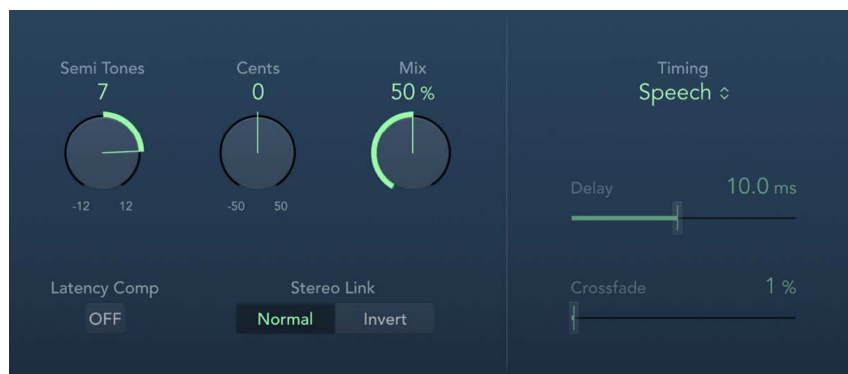 Semi Tones
7
-12 12
Cents
0
-50 50
Mix
50 %
Latency Comp
OFF
Stereo Link
Normal Invert
Timing
Speech
Delay 10.0 ms
Crossfade 1 %